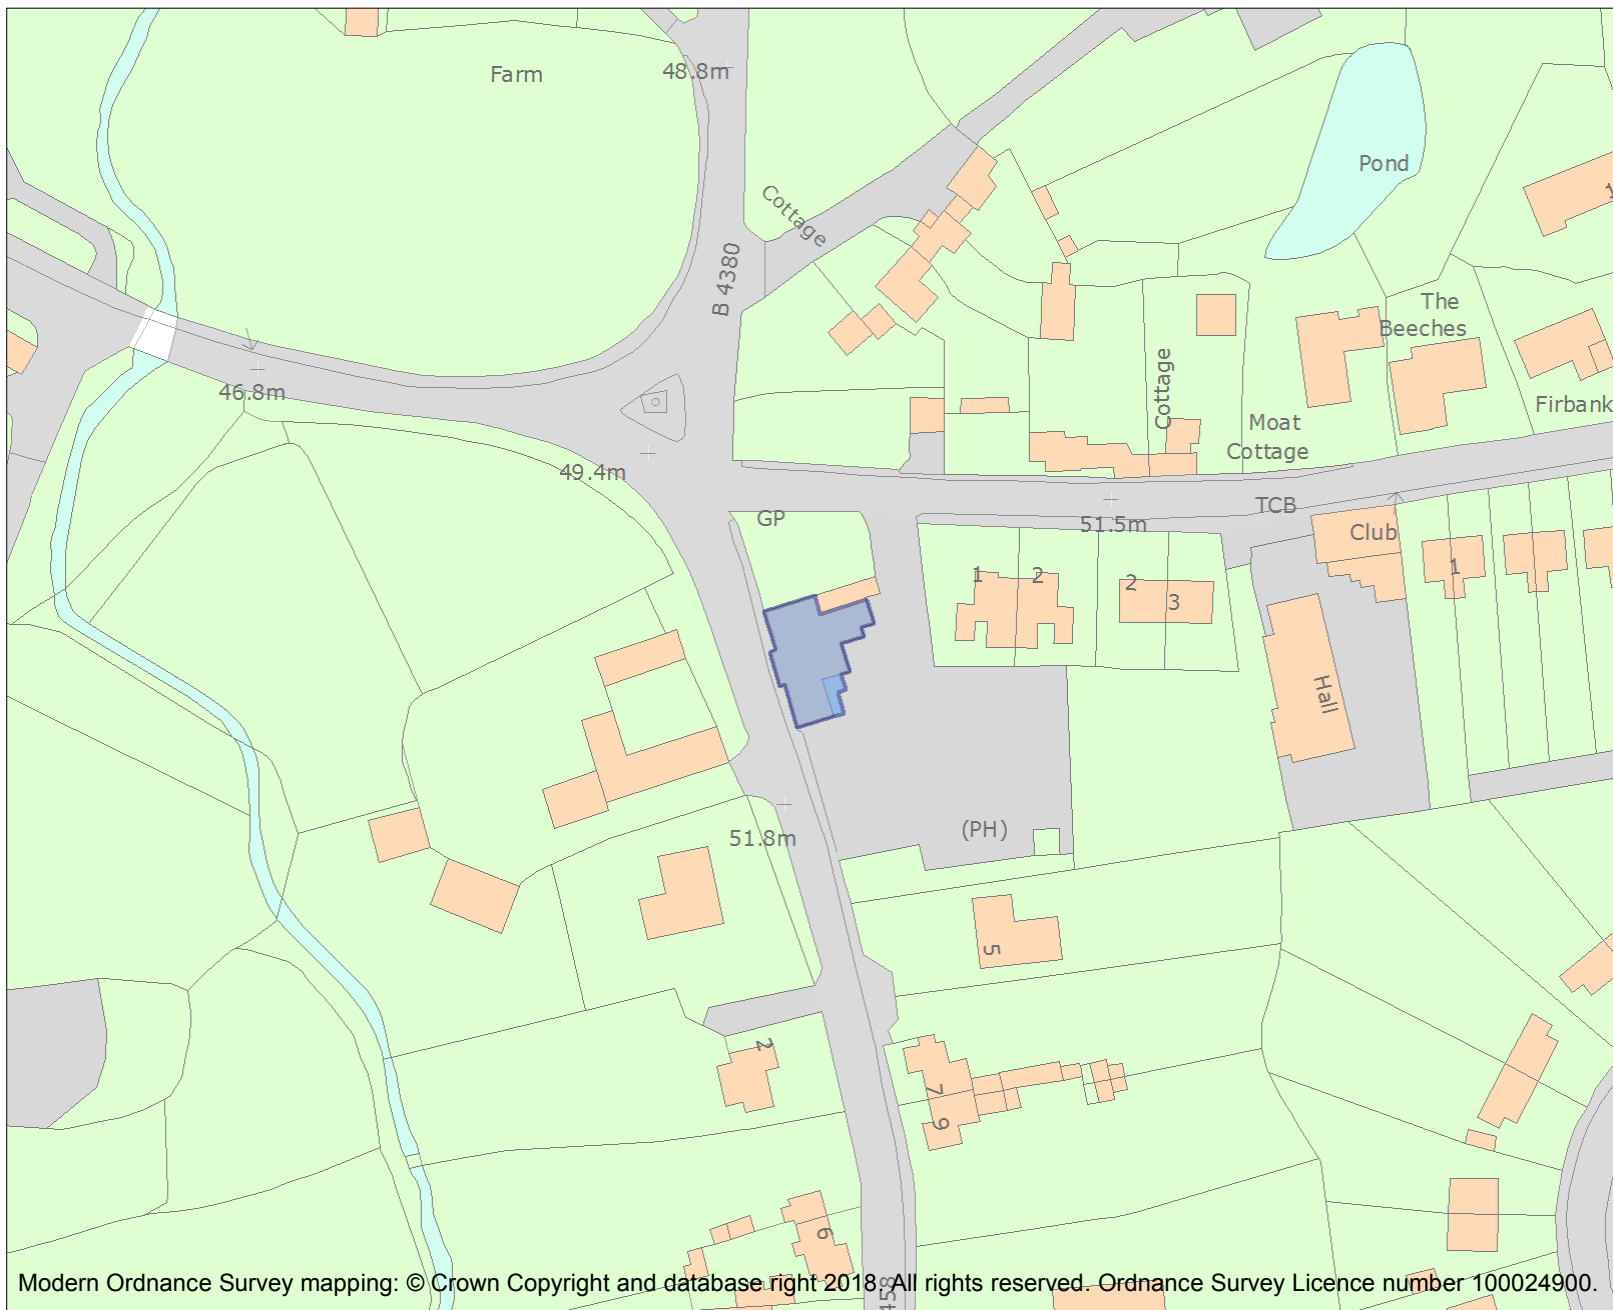 Farm
48.8m
Pond
1
Cottage
B 4380
The
Beeches
46.8m
Cottage
Firbank
Moat
Cottage
49.4m
TCB
GP
51.5m
Club
1
2
2
3
1
Hall
(PH)
51.8m
5
2
7
9
6
458
Modern Ordnance Survey mapping: © Crown Copyright and database right 2018. All rights reserved. Ordnance Survey Licence number 100024900.